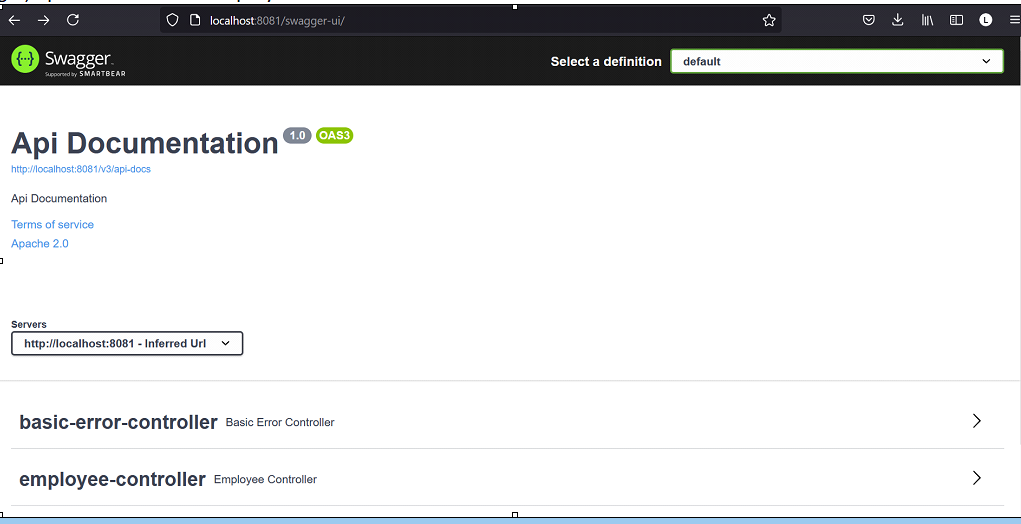 localhost:8081/swagger-ui/
L
{···} Swagger
Supported by SMARTBEAR
Select a definition
default
Api Documentation 1.0 OAS3
http://localhost:8081/v3/api-docs
Api Documentation
Terms of service
Apache 2.0
Servers
http://localhost:8081 - Inferred Url
basic-error-controller Basic Error Controller
employee-controller Employee Controller